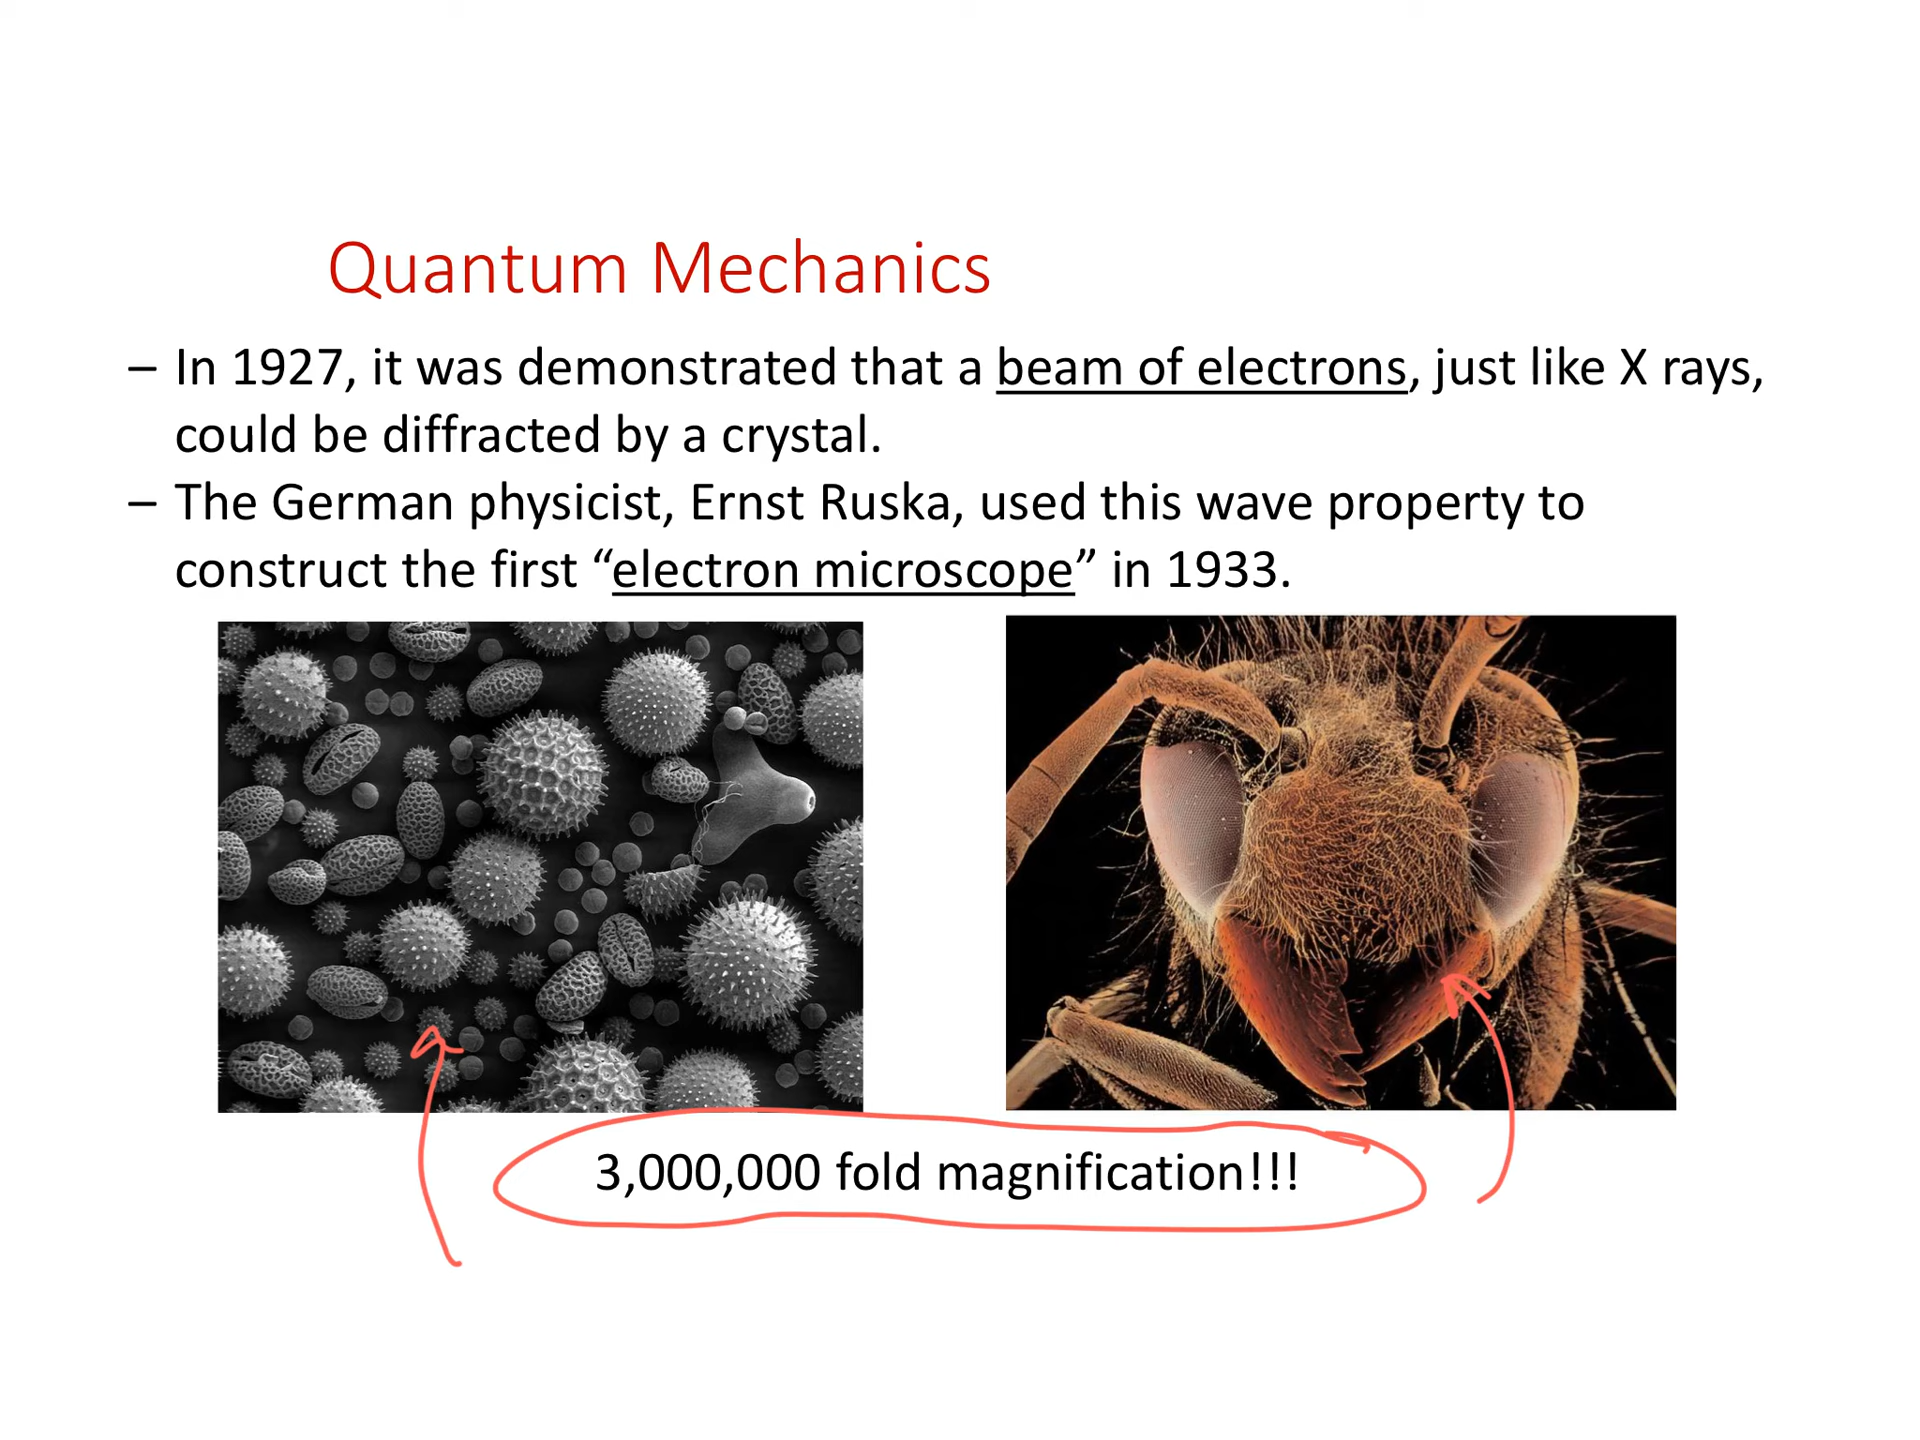 Quantum Mechanics
– In 1927, it was demonstrated that a beam of electrons, just like X rays,
could be diffracted by a crystal.
– The German physicist, Ernst Ruska, used this wave property to
construct the first “electron microscope” in 1933.
3,000,000 fold magnification!!!